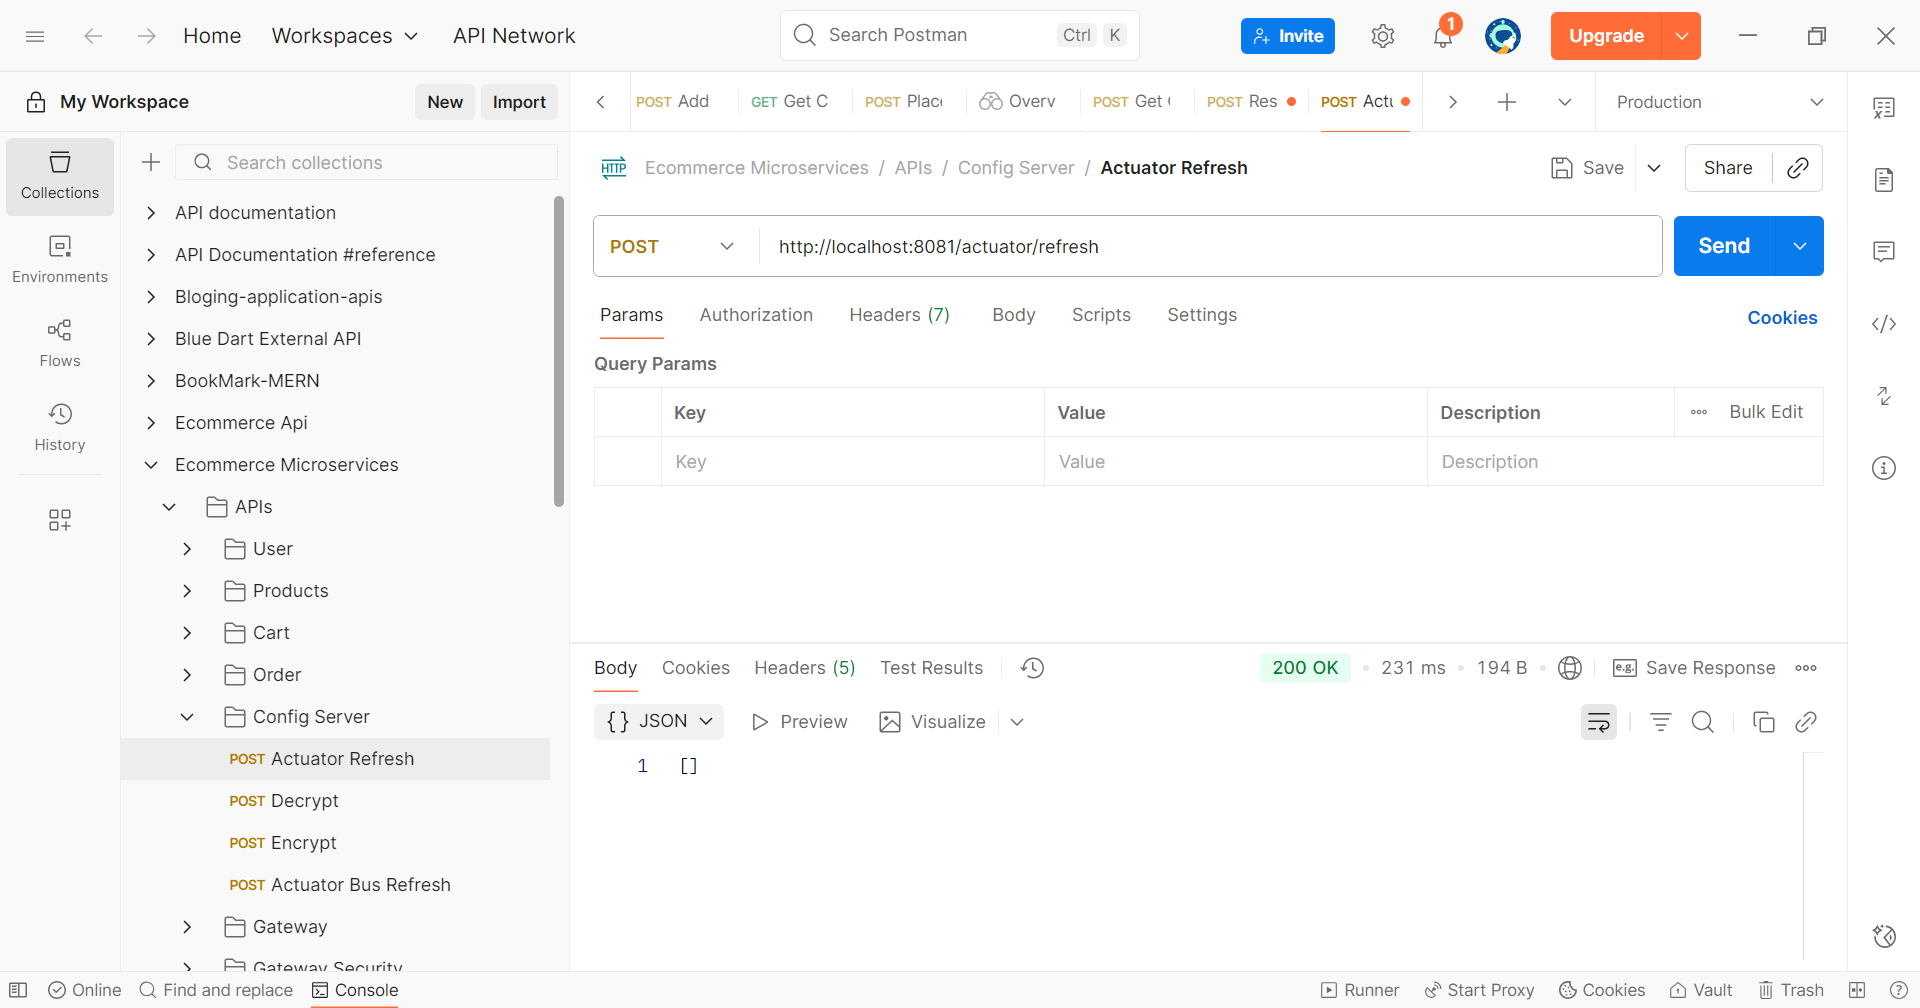 Home Workspaces API Network Search Postman Ctrl K Invite 1 Upgrade
My Workspace New Import
POST Add GET Get C POST Plac Overv POST Get POST Res POST Actu Production
Collections
Environments
Flows
History
Search collections
API documentation
API Documentation #reference
Bloging-application-apis
Blue Dart External API
BookMark-MERN
Ecommerce Api
Ecommerce Microservices
APIs
User
Products
Cart
Order
Config Server
POST Actuator Refresh
POST Decrypt
POST Encrypt
POST Actuator Bus Refresh
Gateway
Gateway Security
HTTP Ecommerce Microservices / APIs / Config Server / Actuator Refresh Save Share
POST http://localhost:8081/actuator/refresh Send
Params Authorization Headers (7) Body Scripts Settings Cookies
Query Params
Key Value Description Bulk Edit
Key Value Description
Body Cookies Headers (5) Test Results 200 OK 231 ms 194 B e.g. Save Response
{} JSON Preview Visualize
1 []
Online Find and replace Console Runner Start Proxy Cookies Vault Trash